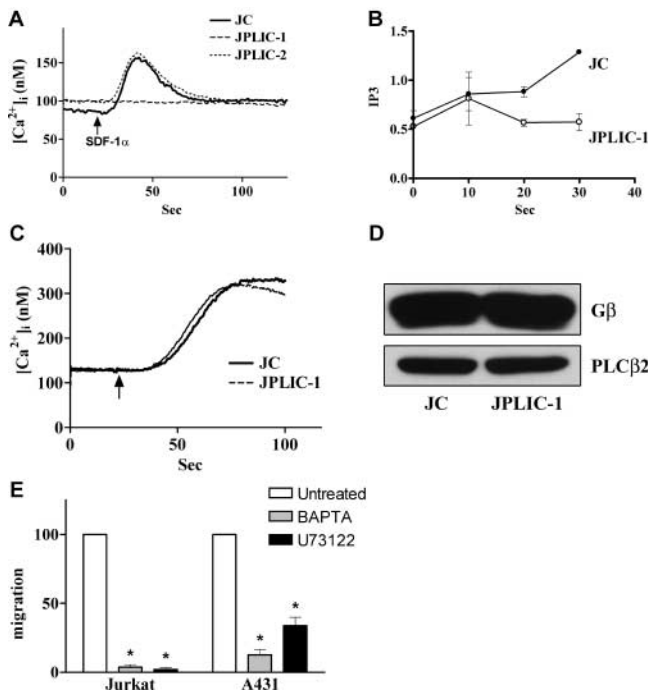 A
JC
JPLIC-1
JPLIC-2
[Ca2+]i (nM)
200
150
100
50
0
SDF-1α
0 50 100
Sec
B
IP3
1.5
1.0
0.5
0.0
JC
JPLIC-1
0 10 20 30 40
Sec
C
[Ca2+]i (nM)
400
300
200
100
0
JC
JPLIC-1
0 50 100
Sec
D
Gβ
PLCβ2
JC JPLIC-1
E
Untreated
BAPTA
U73122
migration
100
50
0
* * * *
Jurkat A431